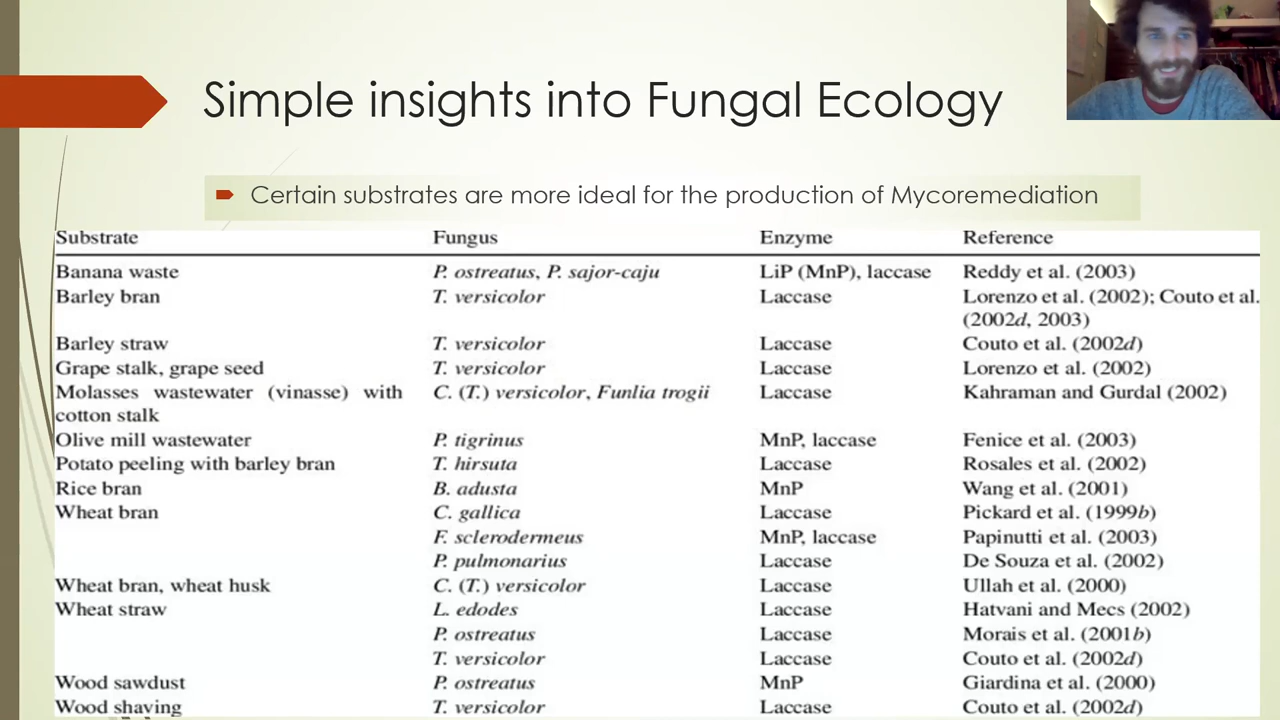 Simple insights into Fungal Ecology
Certain substrates are more ideal for the production of Mycoremediation
Substrate Fungus Enzyme Reference
Banana waste P. ostreatus, P. sajor-caju LiP (MnP), laccase Reddy et al. (2003)
Barley bran T. versicolor Laccase Lorenzo et al. (2002); Couto et al.
(2002d, 2003)
Barley straw T. versicolor Laccase Couto et al. (2002d)
Grape stalk, grape seed T. versicolor Laccase Lorenzo et al. (2002)
Molasses wastewater (vinasse) with C. (T.) versicolor, Funlia trogii Laccase Kahraman and Gurdal (2002)
cotton stalk
Olive mill wastewater P. tigrinus MnP, laccase Fenice et al. (2003)
Potato peeling with barley bran T. hirsuta Laccase Rosales et al. (2002)
Rice bran B. adusta MnP Wang et al. (2001)
Wheat bran C. gallica Laccase Pickard et al. (1999b)
F. sclerodermeus MnP, laccase Papinutti et al. (2003)
P. pulmonarius Laccase De Souza et al. (2002)
Wheat bran, wheat husk C. (T.) versicolor Laccase Ullah et al. (2000)
Wheat straw L. edodes Laccase Hatvani and Mecs (2002)
P. ostreatus Laccase Morais et al. (2001b)
T. versicolor Laccase Couto et al. (2002d)
Wood sawdust P. ostreatus MnP Giardina et al. (2000)
Wood shaving T. versicolor Laccase Couto et al. (2002d)